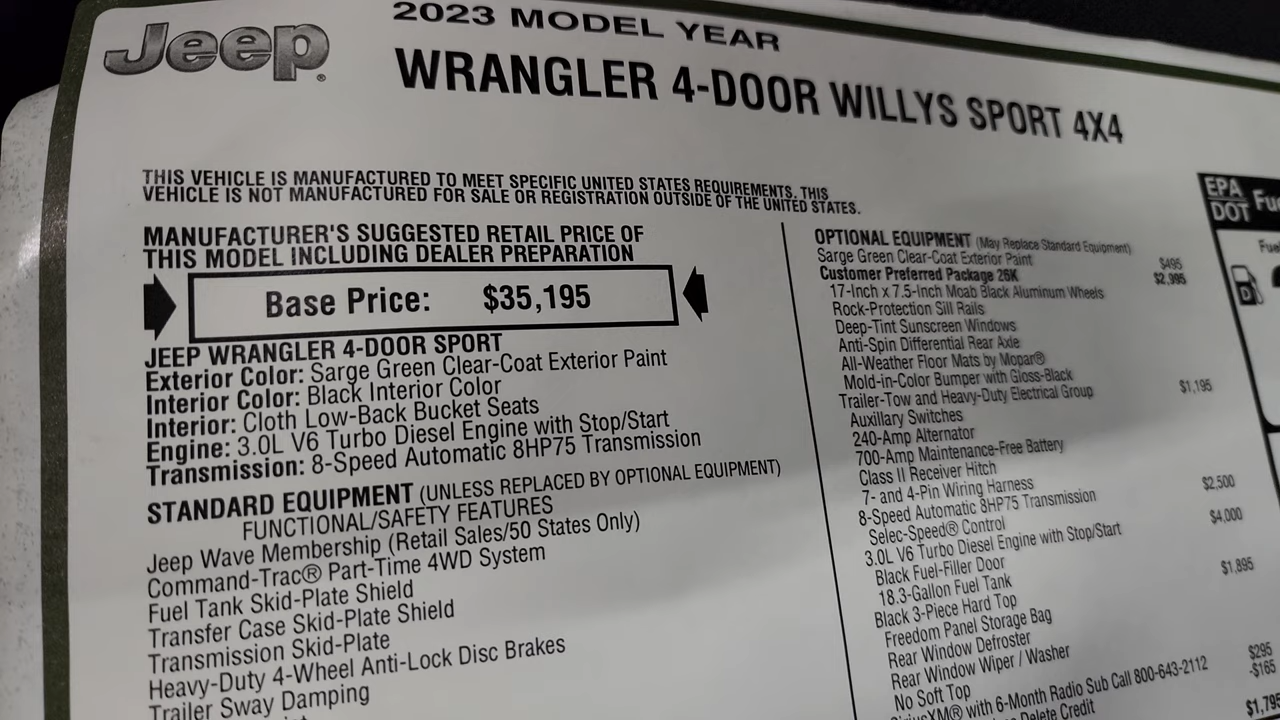 Jeep
2023 MODEL YEAR
WRANGLER 4-DOOR WILLYS SPORT 4X4
THIS VEHICLE IS MANUFACTURED TO MEET SPECIFIC UNITED STATES REQUIREMENTS. THIS
VEHICLE IS NOT MANUFACTURED FOR SALE OR REGISTRATION OUTSIDE OF THE UNITED STATES.
MANUFACTURER'S SUGGESTED RETAIL PRICE OF
THIS MODEL INCLUDING DEALER PREPARATION
Base Price: $35,195
JEEP WRANGLER 4-DOOR SPORT
Exterior Color: Sarge Green Clear-Coat Exterior Paint
Interior Color: Black Interior Color
Interior: Cloth Low-Back Bucket Seats
Engine: 3.0L V6 Turbo Diesel Engine with Stop/Start
Transmission: 8-Speed Automatic 8HP75 Transmission
STANDARD EQUIPMENT (UNLESS REPLACED BY OPTIONAL EQUIPMENT)
FUNCTIONAL/SAFETY FEATURES
Jeep Wave Membership (Retail Sales/50 States Only)
Command-Trac® Part-Time 4WD System
Fuel Tank Skid-Plate Shield
Transfer Case Skid-Plate Shield
Transmission Skid-Plate
Heavy-Duty 4-Wheel Anti-Lock Disc Brakes
Trailer Sway Damping
OPTIONAL EQUIPMENT (May Replace Standard Equipment)
Sarge Green Clear-Coat Exterior Paint $495
Customer Preferred Package 26K $2,995
17-Inch x 7.5-Inch Moab Black Aluminum Wheels
Rock-Protection Sill Rails
Deep-Tint Sunscreen Windows
Anti-Spin Differential Rear Axle
All-Weather Floor Mats by Mopar®
Mold-in-Color Bumper with Gloss-Black
Trailer-Tow and Heavy-Duty Electrical Group $1,195
Auxillary Switches
240-Amp Alternator
700-Amp Maintenance-Free Battery
Class II Receiver Hitch
7- and 4-Pin Wiring Harness
8-Speed Automatic 8HP75 Transmission $2,500
Selec-Speed® Control
3.0L V6 Turbo Diesel Engine with Stop/Start $4,000
Black Fuel-Filler Door
18.3-Gallon Fuel Tank
Black 3-Piece Hard Top $1,895
Freedom Panel Storage Bag
Rear Window Defroster
Rear Window Wiper / Washer
No Soft Top
SiriusXM® with 6-Month Radio Sub Call 800-643-2112 $295
Delete Credit -$165
$1,795
EPA
DOT
D